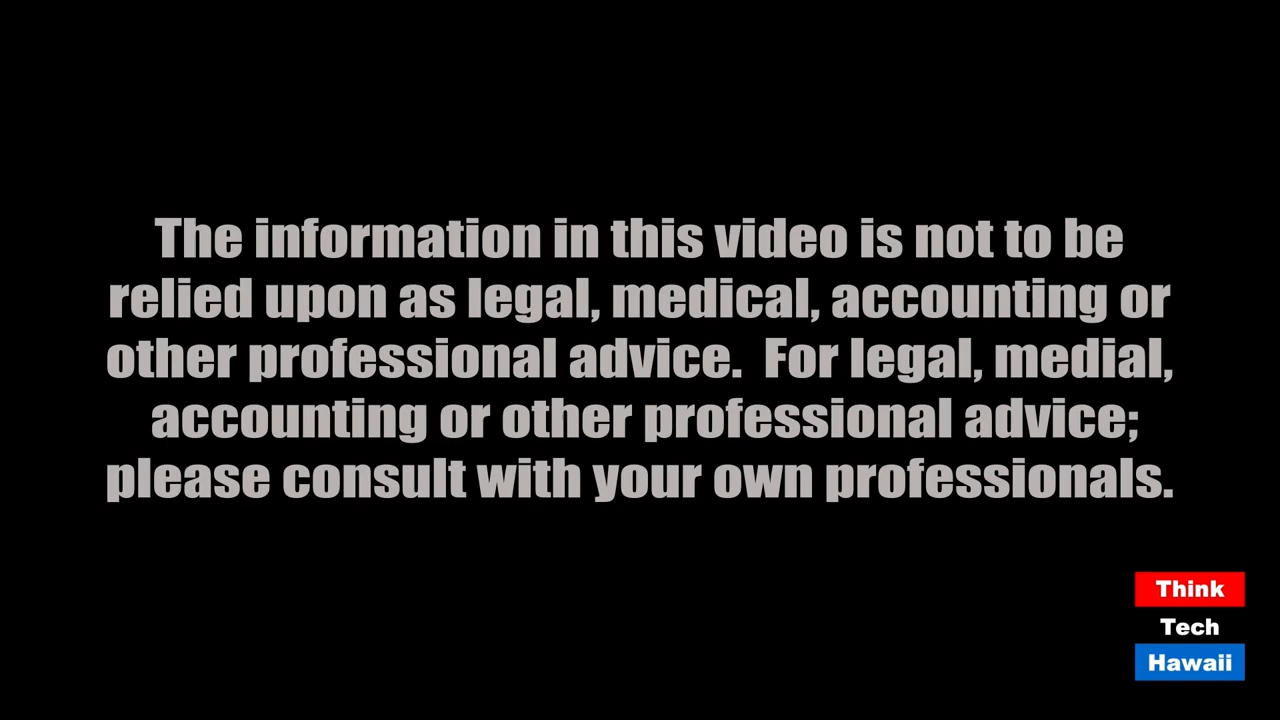 The information in this video is not to be
relied upon as legal, medical, accounting or
other professional advice.  For legal, medial,
accounting or other professional advice;
please consult with your own professionals.
Think
Tech
Hawaii